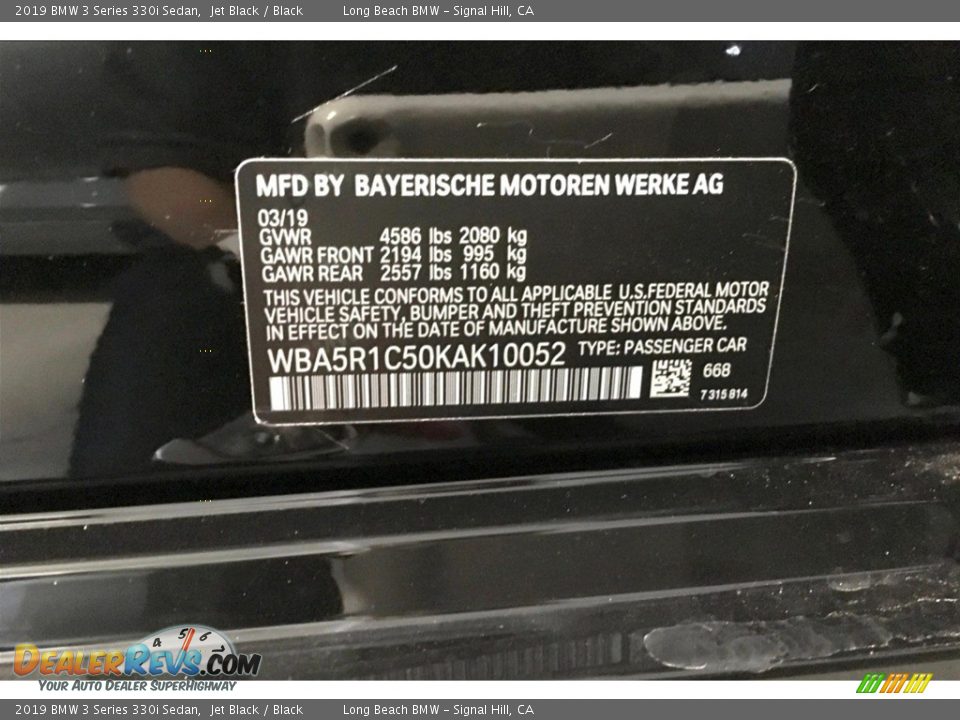 2019 BMW 3 Series 330i Sedan, Jet Black / Black Long Beach BMW - Signal Hill, CA
MFD BY BAYERISCHE MOTOREN WERKE AG
03/19
GVWR 4586 lbs 2080 kg
GAWR FRONT 2194 lbs 995 kg
GAWR REAR 2557 lbs 1160 kg
THIS VEHICLE CONFORMS TO ALL APPLICABLE U.S.FEDERAL MOTOR
VEHICLE SAFETY, BUMPER AND THEFT PREVENTION STANDARDS
IN EFFECT ON THE DATE OF MANUFACTURE SHOWN ABOVE.
WBA5R1C50KAK10052 TYPE: PASSENGER CAR
668
7 315 814
4 5 6
DEALERREVS.COM
YOUR AUTO DEALER SUPERHIGHWAY
2019 BMW 3 Series 330i Sedan, Jet Black / Black Long Beach BMW - Signal Hill, CA